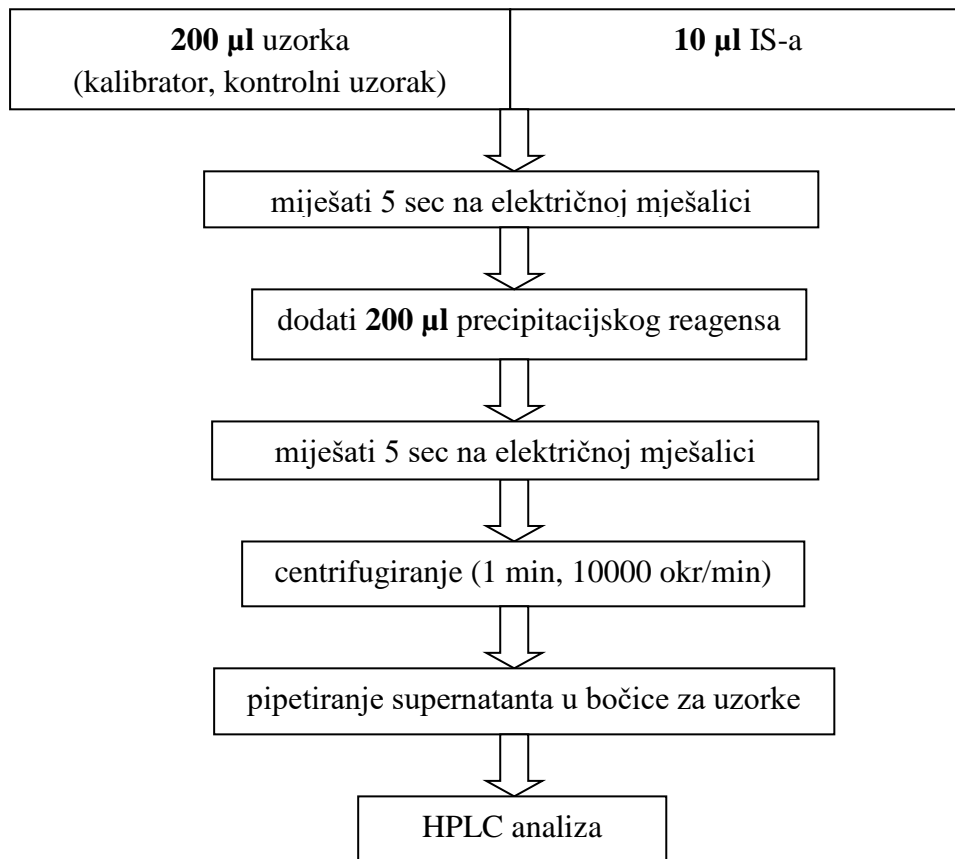 200 µl uzorka
(kalibrator, kontrolni uzorak)
10 µl IS-a
miješati 5 sec na električnoj mješalici
dodati 200 µl precipitacijskog reagensa
miješati 5 sec na električnoj mješalici
centrifugiranje (1 min, 10000 okr/min)
pipetiranje supernatanta u bočice za uzorke
HPLC analiza